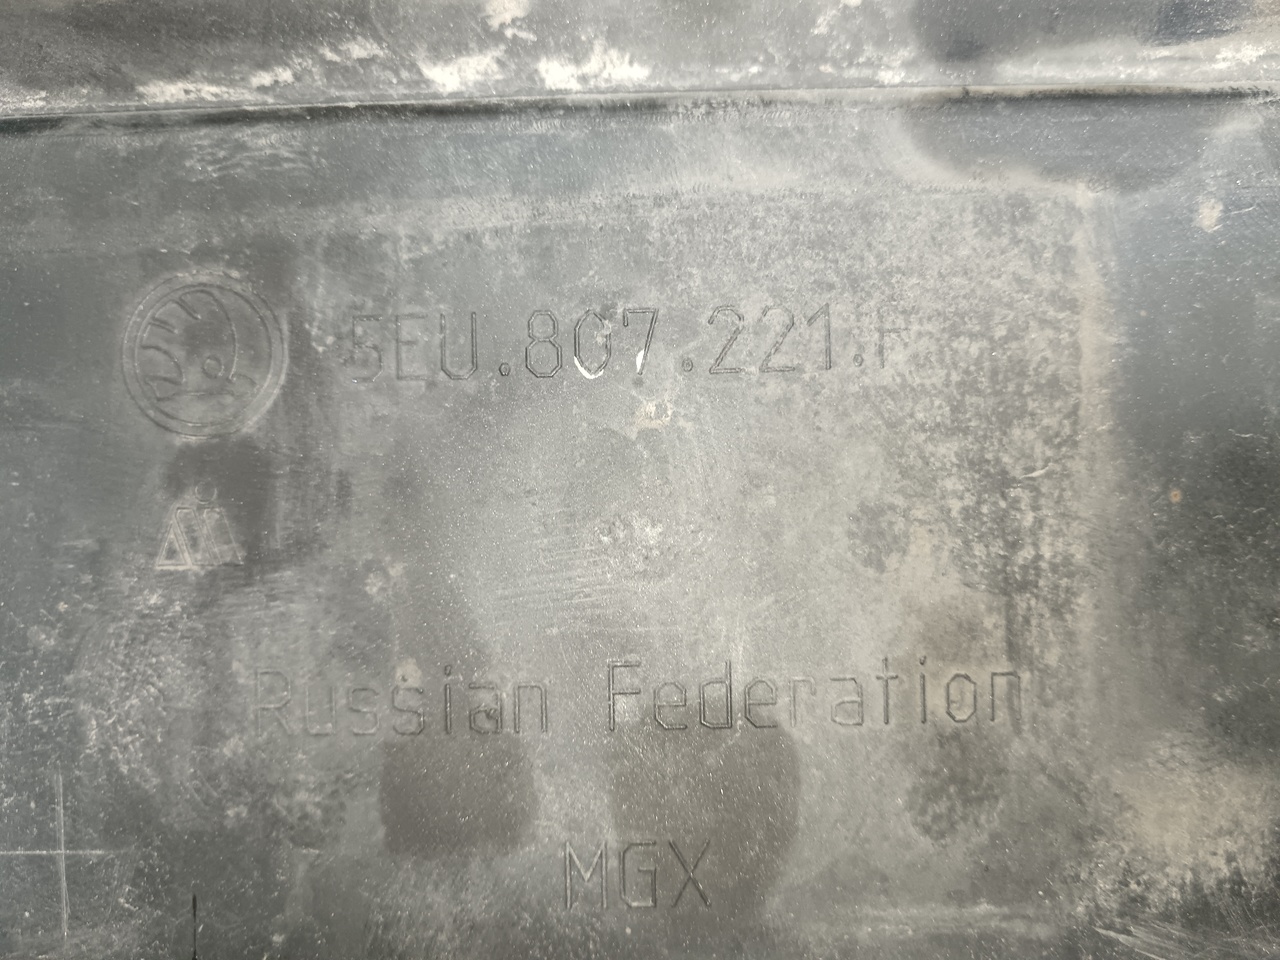 5EU.807.221.F
Russian Federation
MGX